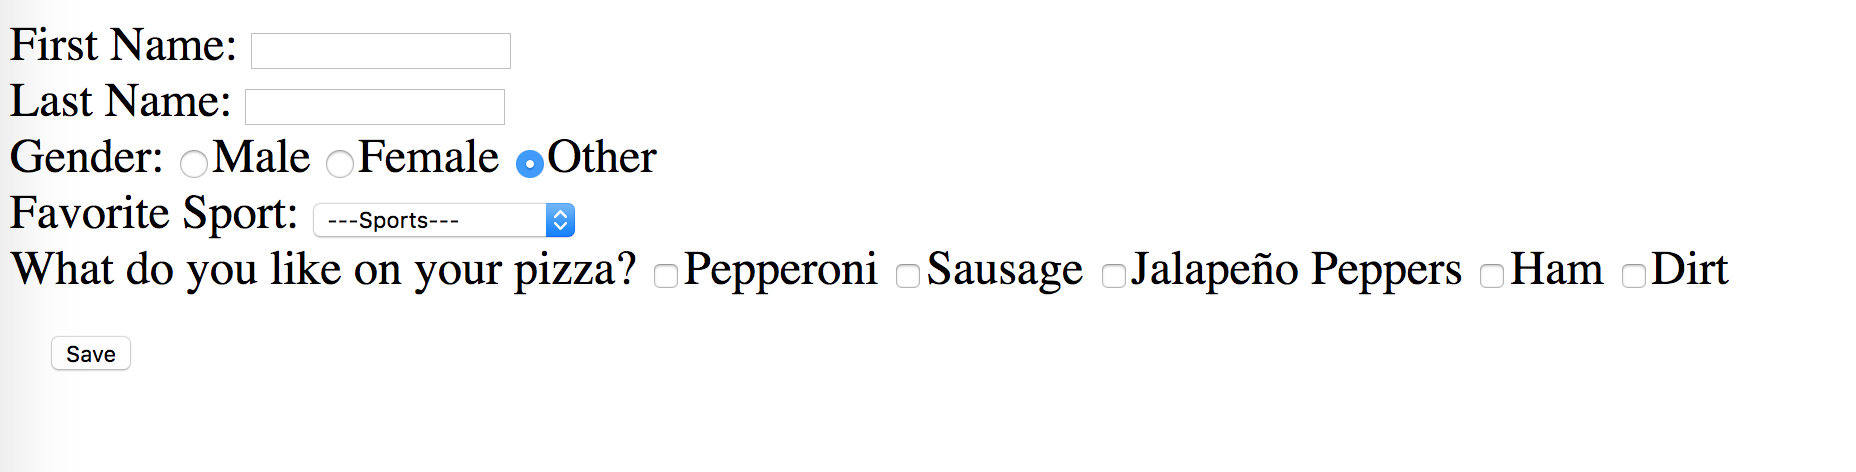 First Name:
Last Name:
Gender: Male Female Other
Favorite Sport: ---Sports---
What do you like on your pizza? Pepperoni Sausage Jalapeño Peppers Ham Dirt
Save